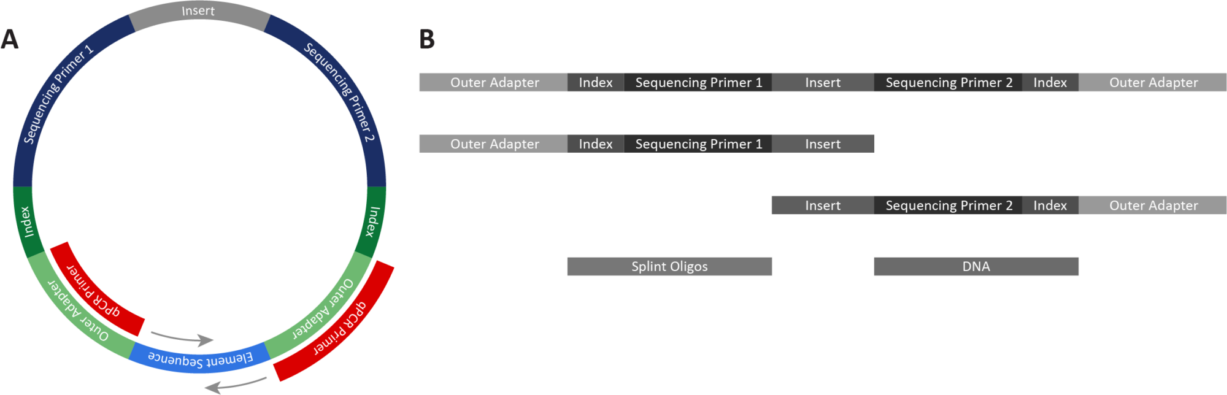 A
Insert
Sequencing Primer 1
Sequencing Primer 2
Index
Index
qPCR Primer
Outer Adapter
Outer Adapter
qPCR Primer
Element Sequence
B
Outer Adapter Index Sequencing Primer 1 Insert Sequencing Primer 2 Index Outer Adapter
Outer Adapter Index Sequencing Primer 1 Insert
Insert Sequencing Primer 2 Index Outer Adapter
Splint Oligos DNA